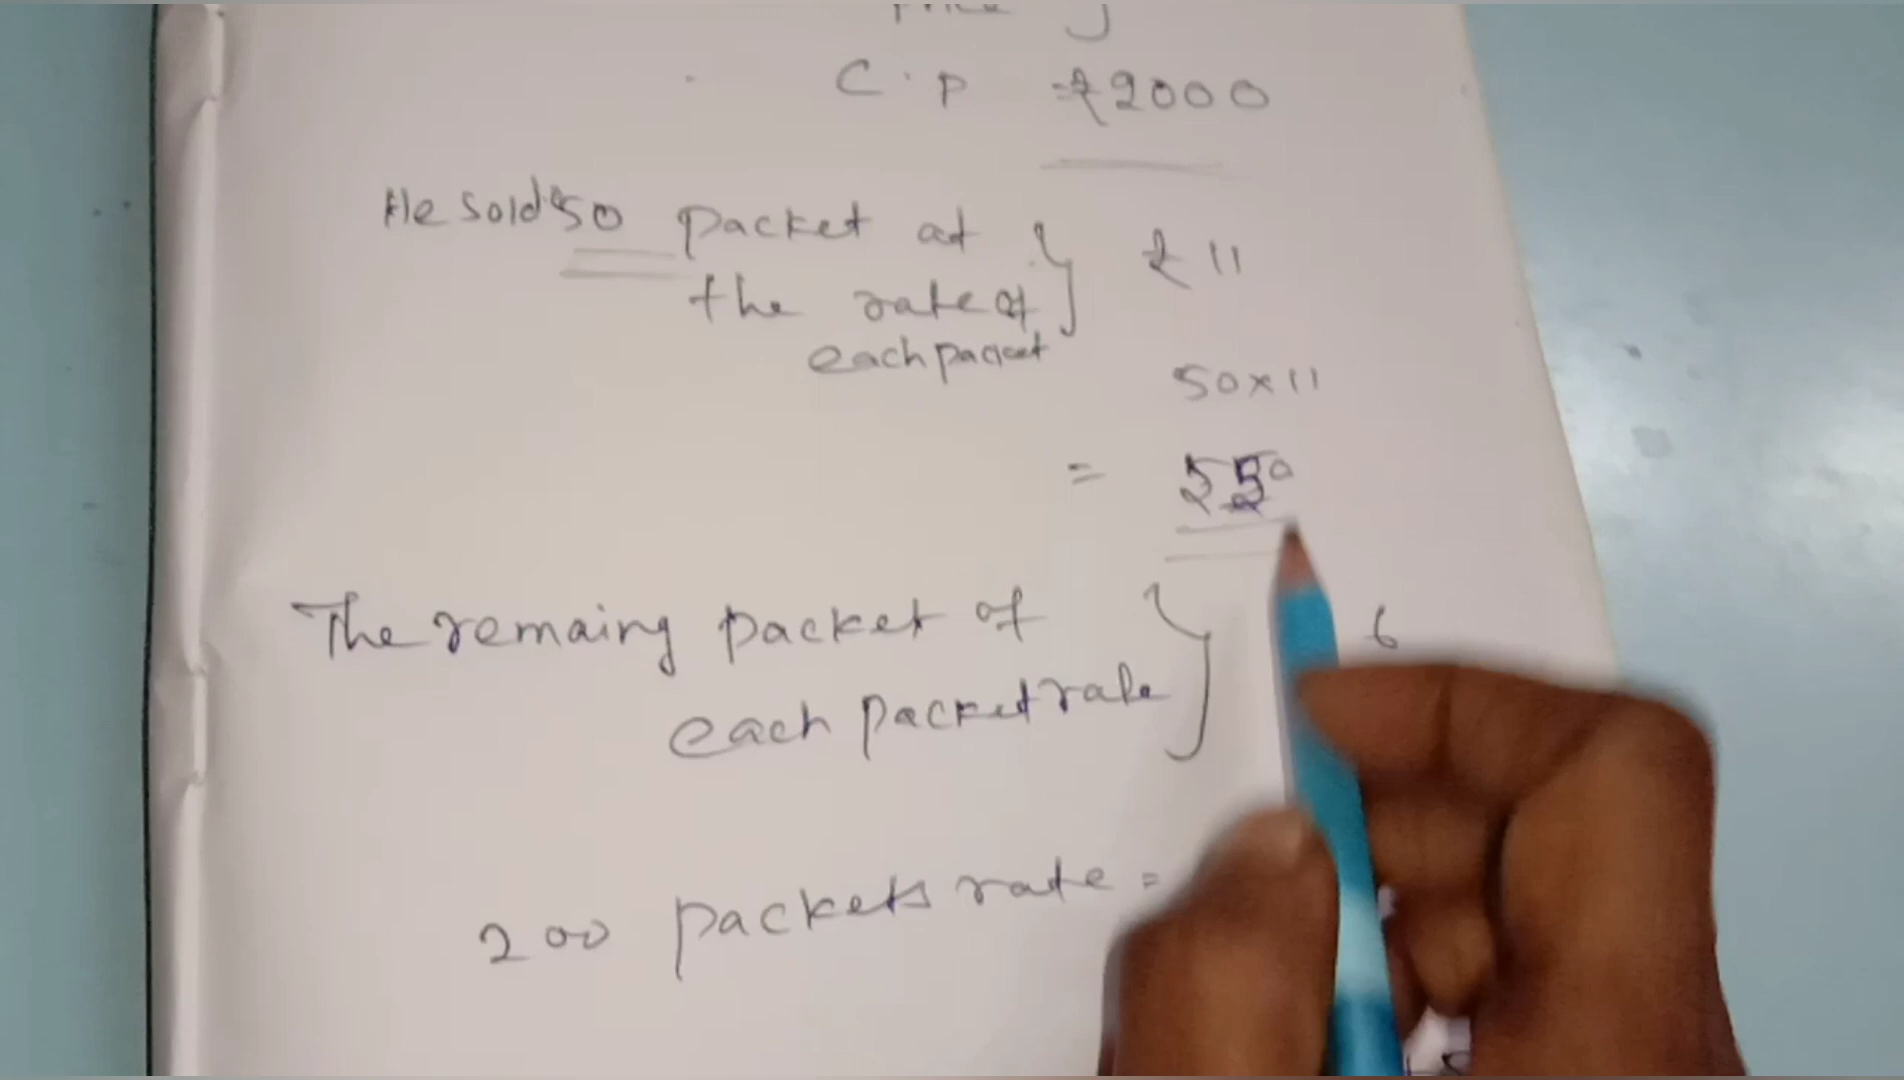 C.P = ₹2000
He sold 50 packet at } ₹ 11
the rate of
each packet
50 x 11
= 550
The remaing packet of } 6
each packet rate
200 packets rate =